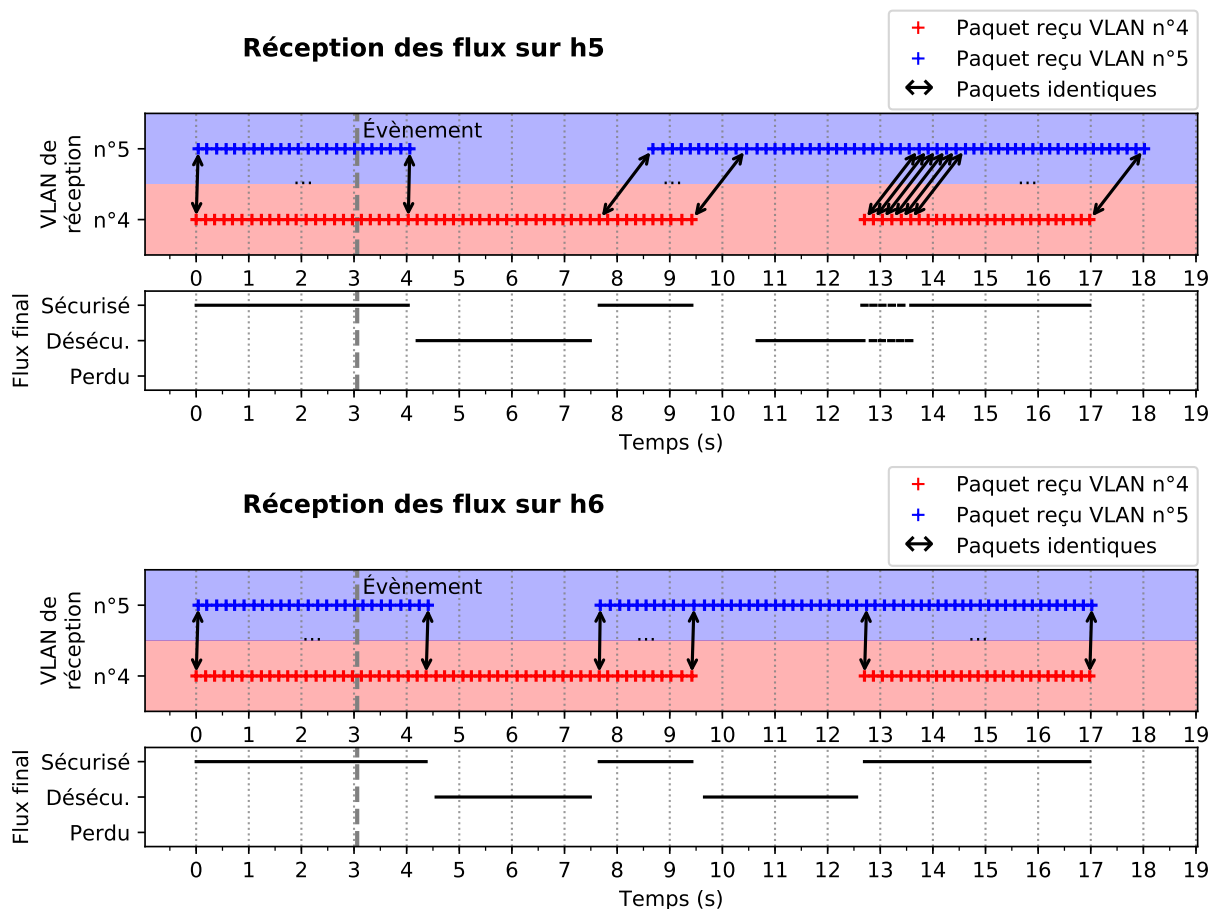 Réception des flux sur h5
Paquet reçu VLAN n°4
Paquet reçu VLAN n°5
Paquets identiques
VLAN de
réception
n°5
n°4
Évènement
...
...
...
0 1 2 3 4 5 6 7 8 9 10 11 12 13 14 15 16 17 18 19
Flux final
Sécurisé
Désécu.
Perdu
0 1 2 3 4 5 6 7 8 9 10 11 12 13 14 15 16 17 18 19
Temps (s)
Réception des flux sur h6
Paquet reçu VLAN n°4
Paquet reçu VLAN n°5
Paquets identiques
VLAN de
réception
n°5
n°4
Évènement
...
...
...
0 1 2 3 4 5 6 7 8 9 10 11 12 13 14 15 16 17 18 19
Flux final
Sécurisé
Désécu.
Perdu
0 1 2 3 4 5 6 7 8 9 10 11 12 13 14 15 16 17 18 19
Temps (s)